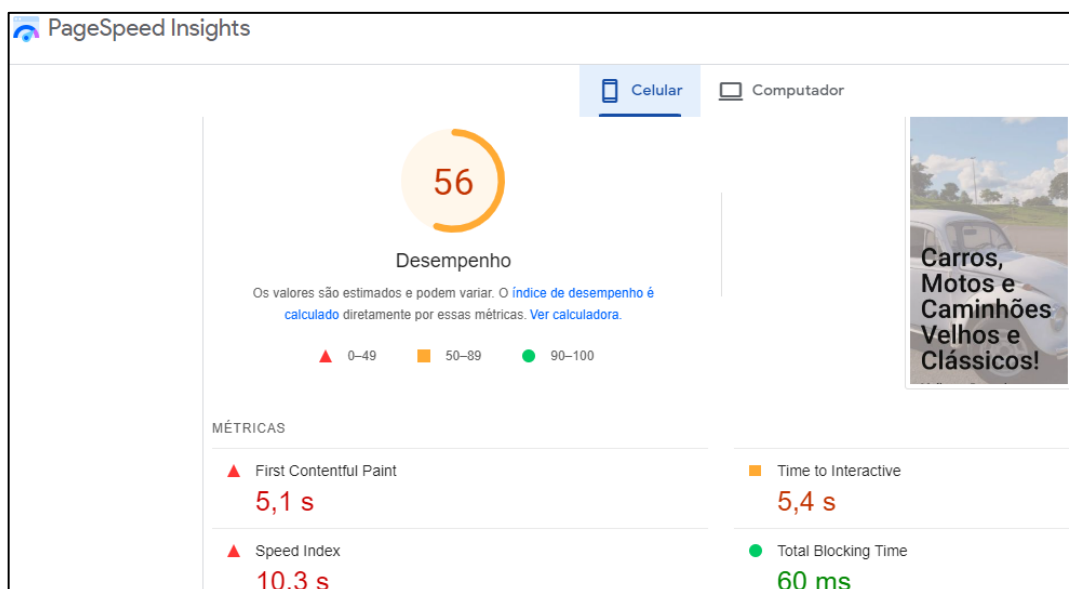 PageSpeed Insights
Celular
Computador
56
Desempenho
Os valores são estimados e podem variar. O índice de desempenho é
calculado diretamente por essas métricas. Ver calculadora.
0–49
50–89
90–100
Carros,
Motos e
Caminhões
Velhos e
Clássicos!
MÉTRICAS
First Contentful Paint
5,1 s
Time to Interactive
5,4 s
Speed Index
10,3 s
Total Blocking Time
60 ms